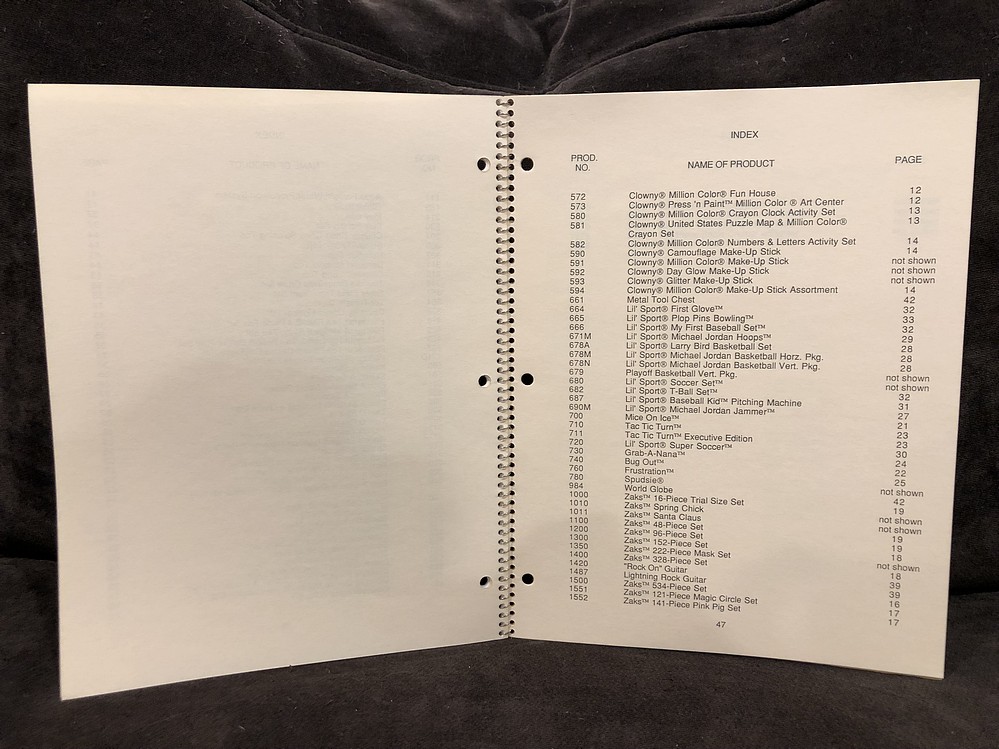 INDEX
PROD. NO. NAME OF PRODUCT PAGE
572 Clowny® Million Color® Fun House 12
573 Clowny® Press 'n Paint™ Million Color ® Art Center 12
580 Clowny® Million Color® Crayon Clock Activity Set 13
581 Clowny® United States Puzzle Map & Million Color® 13
Crayon Set
582 Clowny® Million Color® Numbers & Letters Activity Set 14
590 Clowny® Camouflage Make-Up Stick 14
591 Clowny® Million Color® Make-Up Stick not shown
592 Clowny® Day Glow Make-Up Stick not shown
593 Clowny® Glitter Make-Up Stick not shown
594 Clowny® Million Color® Make-Up Stick Assortment 14
661 Metal Tool Chest 42
664 Lil' Sport® First Glove™ 32
665 Lil' Sport® Plop Pins Bowling™ 33
666 Lil' Sport® My First Baseball Set™ 32
671M Lil' Sport® Michael Jordan Hoops™ 29
678A Lil' Sport® Larry Bird Basketball Set 28
678M Lil' Sport® Michael Jordan Basketball Horz. Pkg. 28
678N Lil' Sport® Michael Jordan Basketball Vert. Pkg. 28
679 Playoff Basketball Vert. Pkg. not shown
680 Lil' Sport® Soccer Set™ not shown
682 Lil' Sport® T-Ball Set™ 32
687 Lil' Sport® Baseball Kid™ Pitching Machine 31
690M Lil' Sport® Michael Jordan Jammer™ 27
700 Mice On Ice™ 21
710 Tac Tic Turn™ 23
711 Tac Tic Turn™ Executive Edition 23
720 Lil' Sport® Super Soccer™ 30
730 Grab-A-Nana™ 24
740 Bug Out™ 22
760 Frustration™ 25
780 Spudsie® not shown
984 World Globe 42
1000 Zaks™ 16-Piece Trial Size Set 19
1010 Zaks™ Spring Chick not shown
1011 Zaks™ Santa Claus not shown
1100 Zaks™ 48-Piece Set 19
1200 Zaks™ 96-Piece Set 19
1300 Zaks™ 152-Piece Set 18
1350 Zaks™ 222-Piece Mask Set not shown
1400 Zaks™ 328-Piece Set 18
1420 "Rock On" Guitar 39
1487 Lightning Rock Guitar 39
1500 Zaks™ 534-Piece Set 16
1551 Zaks™ 121-Piece Magic Circle Set 17
1552 Zaks™ 141-Piece Pink Pig Set 17
47